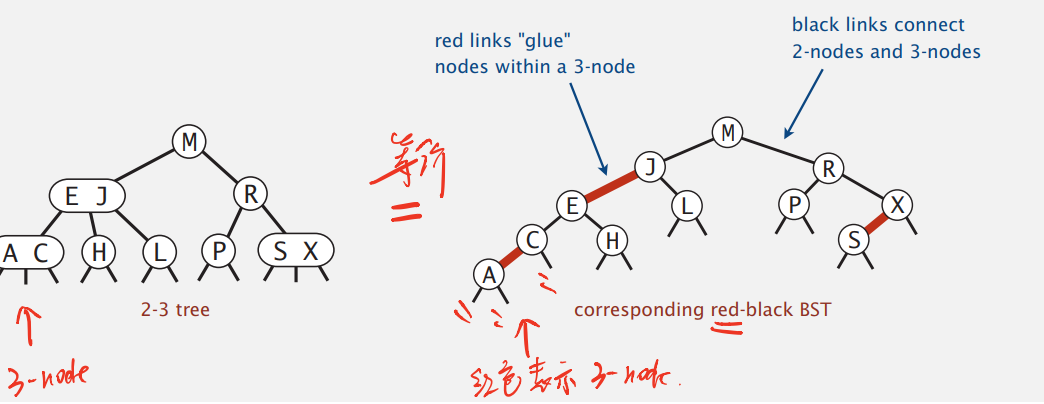 red links "glue"
nodes within a 3-node
black links connect
2-nodes and 3-nodes
M
E J
R
A C
H
L
P
S X
2-3 tree
3-node
等价
M
J
R
E
L
P
X
C
H
S
A
corresponding red-black BST
红色表示 3-node.